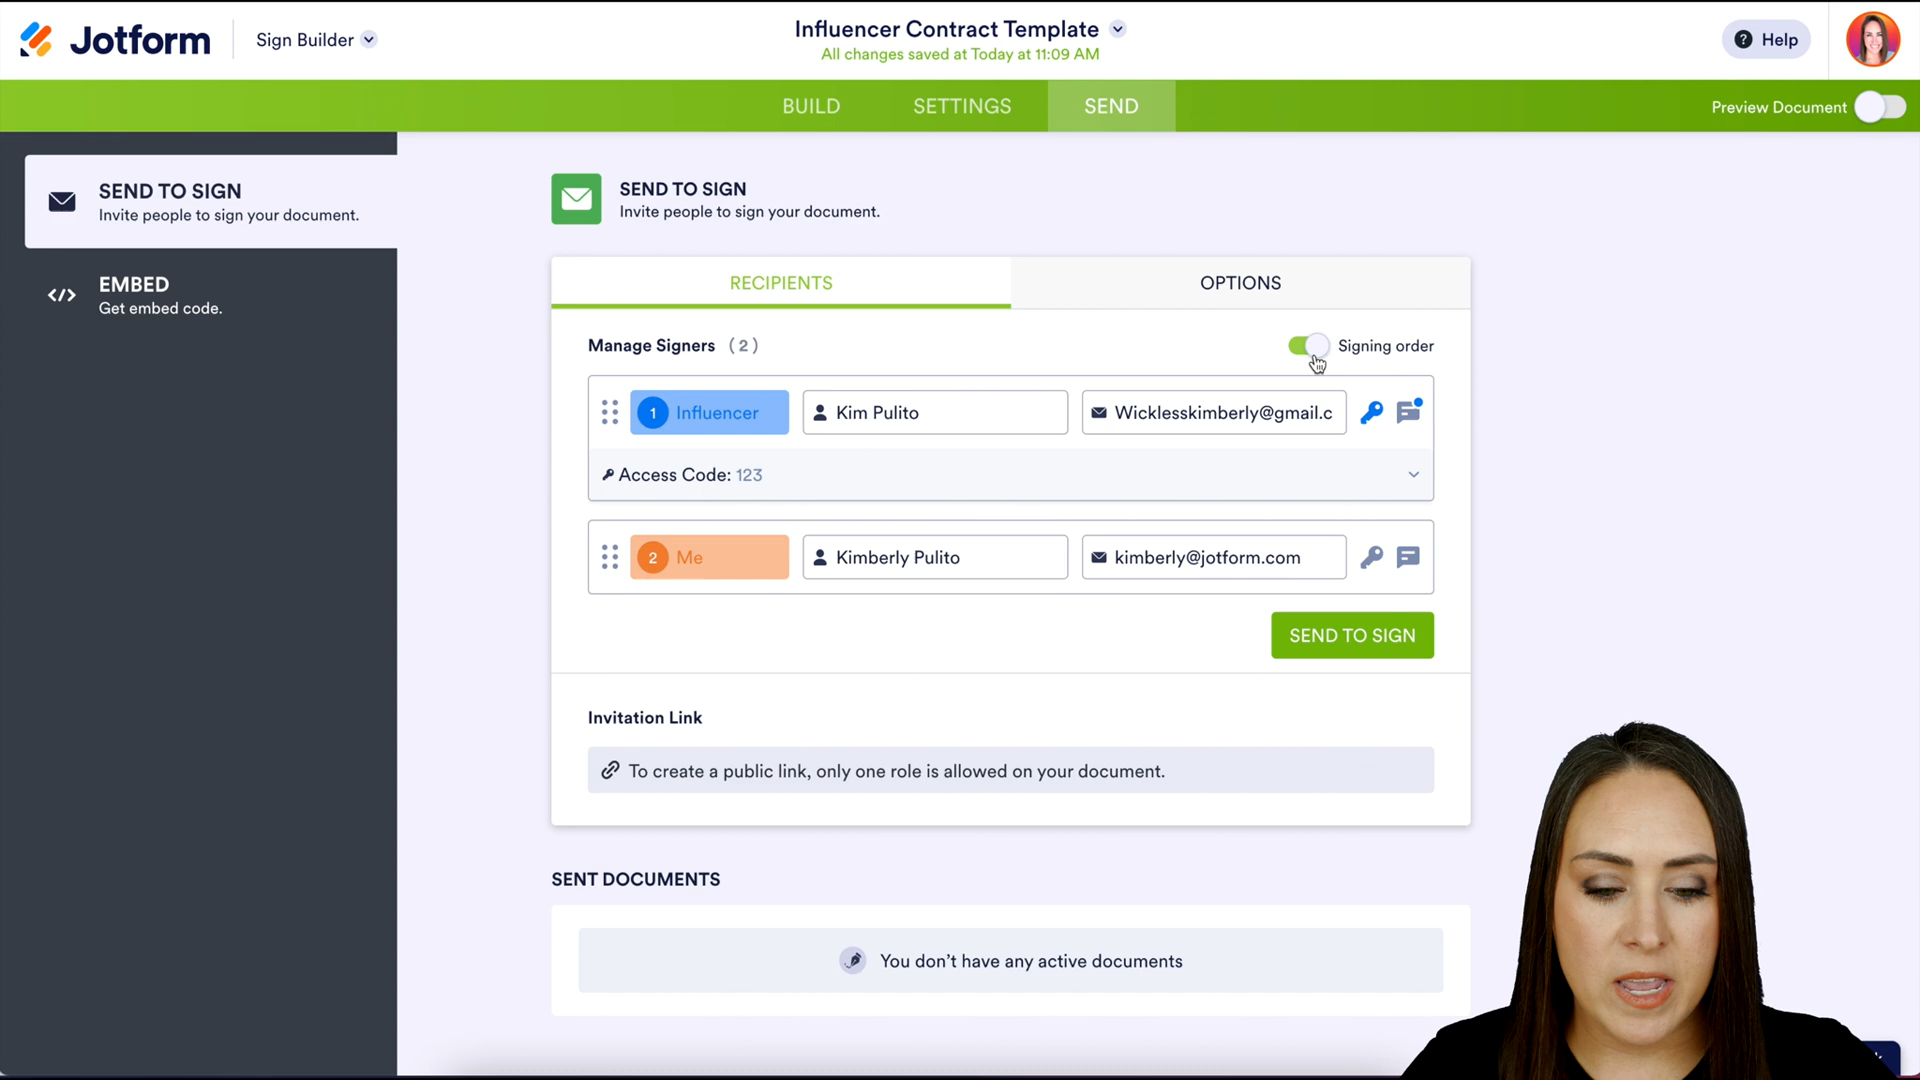 Jotform
Sign Builder
Influencer Contract Template
All changes saved at Today at 11:09 AM
Help
BUILD
SETTINGS
SEND
Preview Document
SEND TO SIGN
Invite people to sign your document.
EMBED
Get embed code.
SEND TO SIGN
Invite people to sign your document.
RECIPIENTS
OPTIONS
Manage Signers (2)
Signing order
1 Influencer
Kim Pulito
Wicklesskimberly@gmail.c
Access Code: 123
2 Me
Kimberly Pulito
kimberly@jotform.com
SEND TO SIGN
Invitation Link
To create a public link, only one role is allowed on your document.
SENT DOCUMENTS
You don't have any active documents